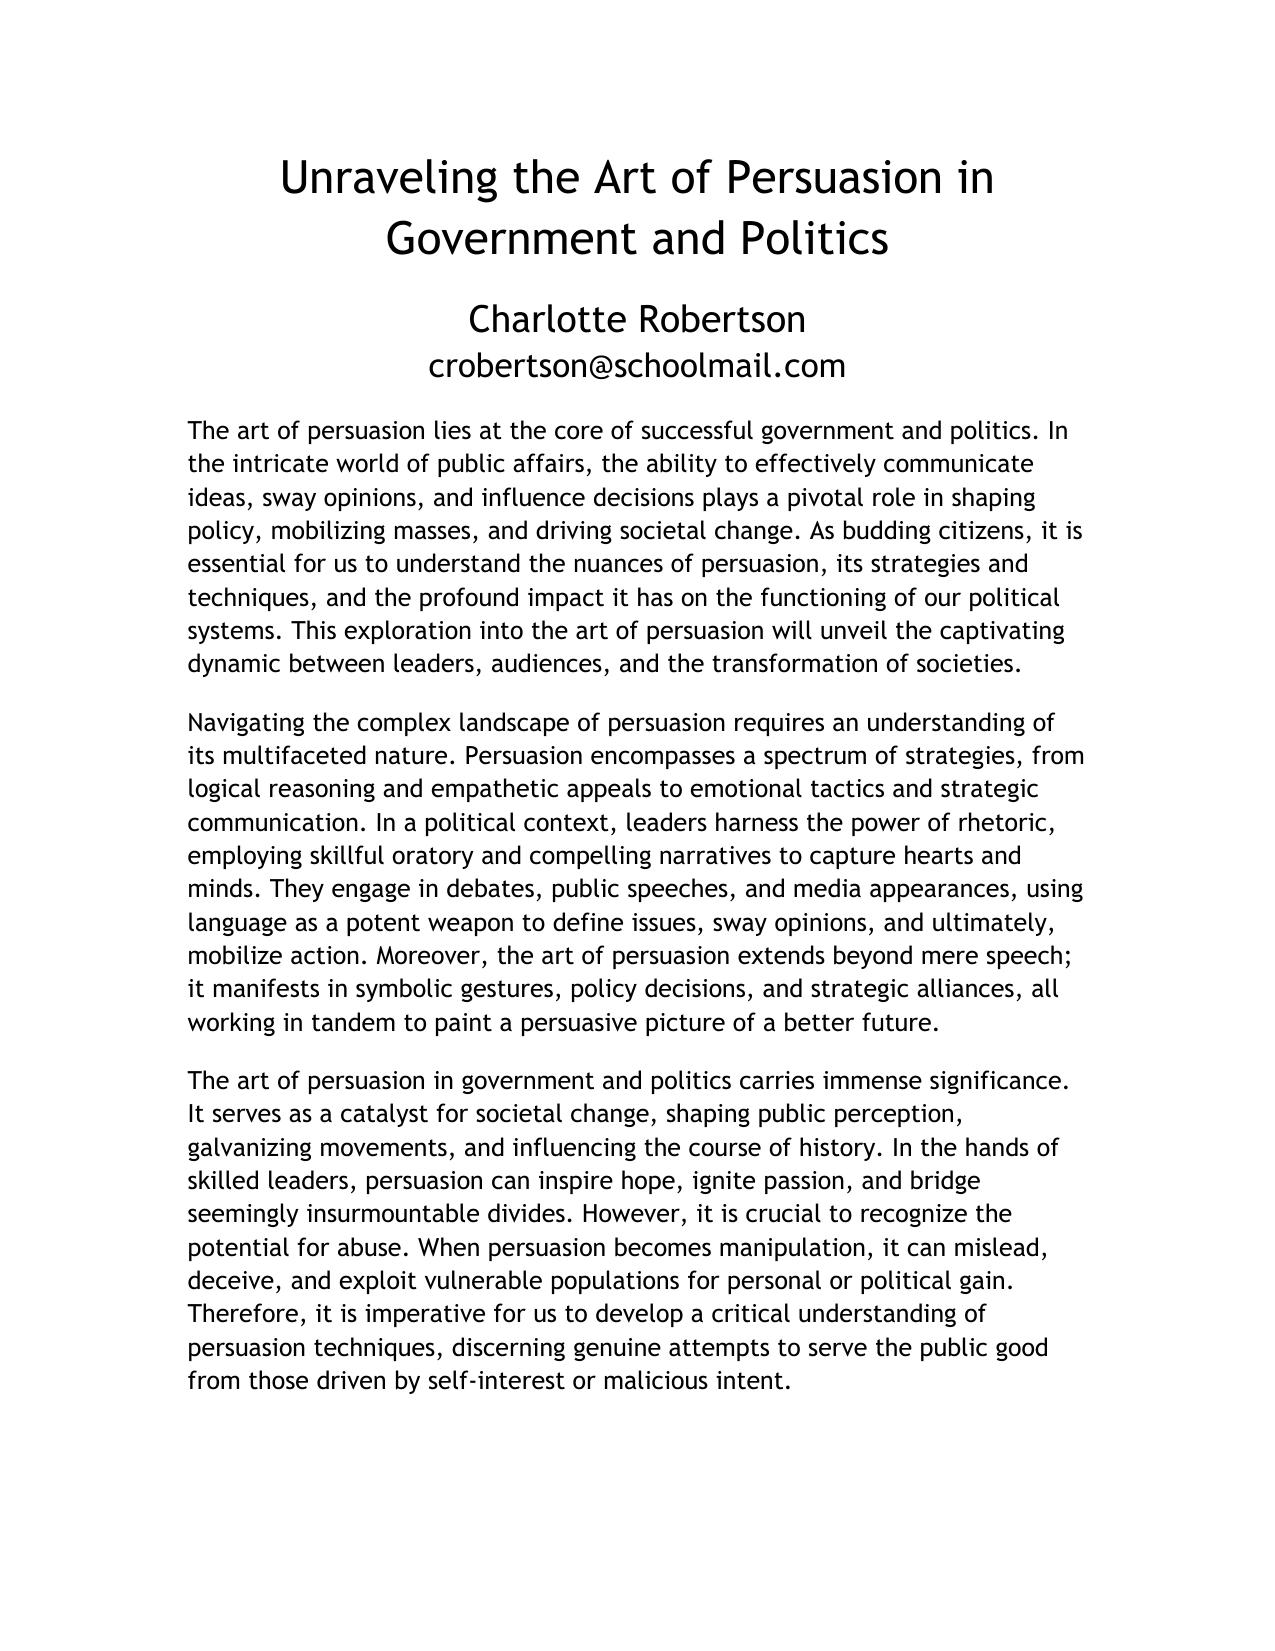 Unraveling the Art of Persuasion in
Government and Politics
Charlotte Robertson
crobertson@schoolmail.com
The art of persuasion lies at the core of successful government and politics. In
the intricate world of public affairs, the ability to effectively communicate
ideas, sway opinions, and influence decisions plays a pivotal role in shaping
policy, mobilizing masses, and driving societal change. As budding citizens, it is
essential for us to understand the nuances of persuasion, its strategies and
techniques, and the profound impact it has on the functioning of our political
systems. This exploration into the art of persuasion will unveil the captivating
dynamic between leaders, audiences, and the transformation of societies.
Navigating the complex landscape of persuasion requires an understanding of
its multifaceted nature. Persuasion encompasses a spectrum of strategies, from
logical reasoning and empathetic appeals to emotional tactics and strategic
communication. In a political context, leaders harness the power of rhetoric,
employing skillful oratory and compelling narratives to capture hearts and
minds. They engage in debates, public speeches, and media appearances, using
language as a potent weapon to define issues, sway opinions, and ultimately,
mobilize action. Moreover, the art of persuasion extends beyond mere speech;
it manifests in symbolic gestures, policy decisions, and strategic alliances, all
working in tandem to paint a persuasive picture of a better future.
The art of persuasion in government and politics carries immense significance.
It serves as a catalyst for societal change, shaping public perception,
galvanizing movements, and influencing the course of history. In the hands of
skilled leaders, persuasion can inspire hope, ignite passion, and bridge
seemingly insurmountable divides. However, it is crucial to recognize the
potential for abuse. When persuasion becomes manipulation, it can mislead,
deceive, and exploit vulnerable populations for personal or political gain.
Therefore, it is imperative for us to develop a critical understanding of
persuasion techniques, discerning genuine attempts to serve the public good
from those driven by self-interest or malicious intent.